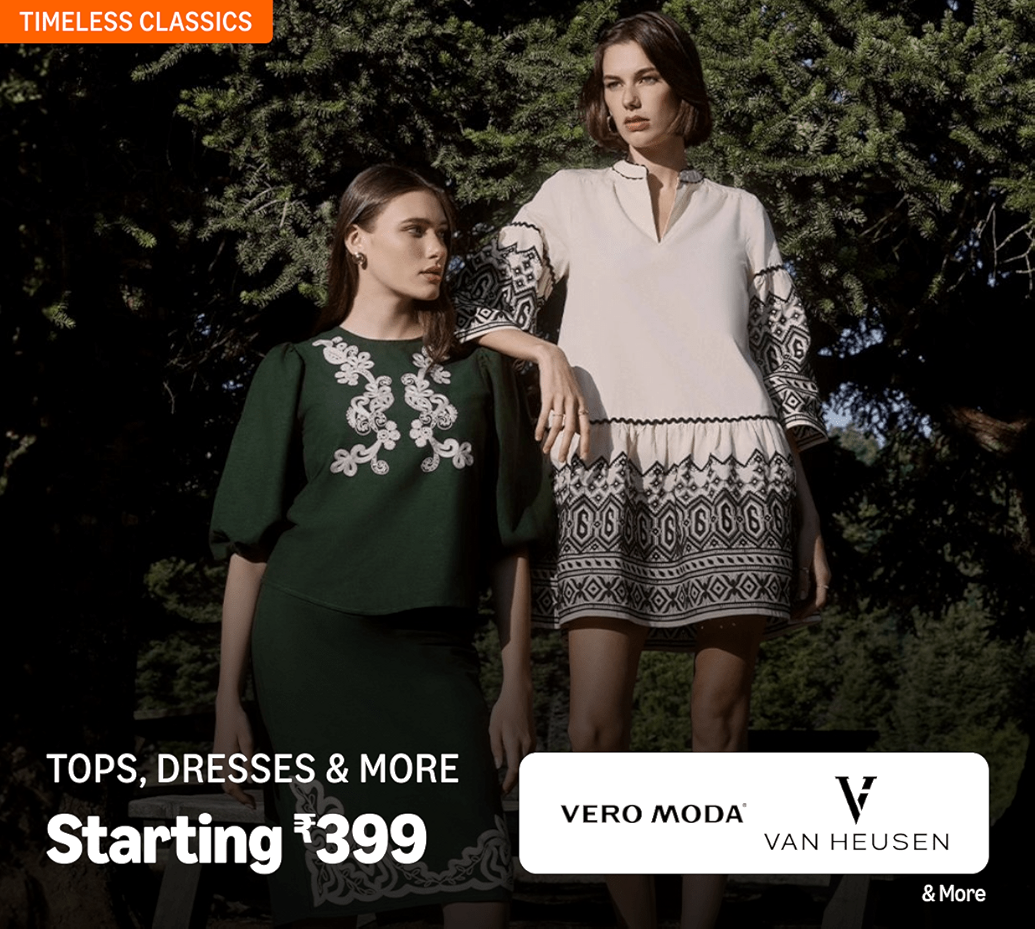 TIMELESS CLASSICS
TOPS, DRESSES & MORE
Starting ₹399
VERO MODA®
VAN HEUSEN
& More